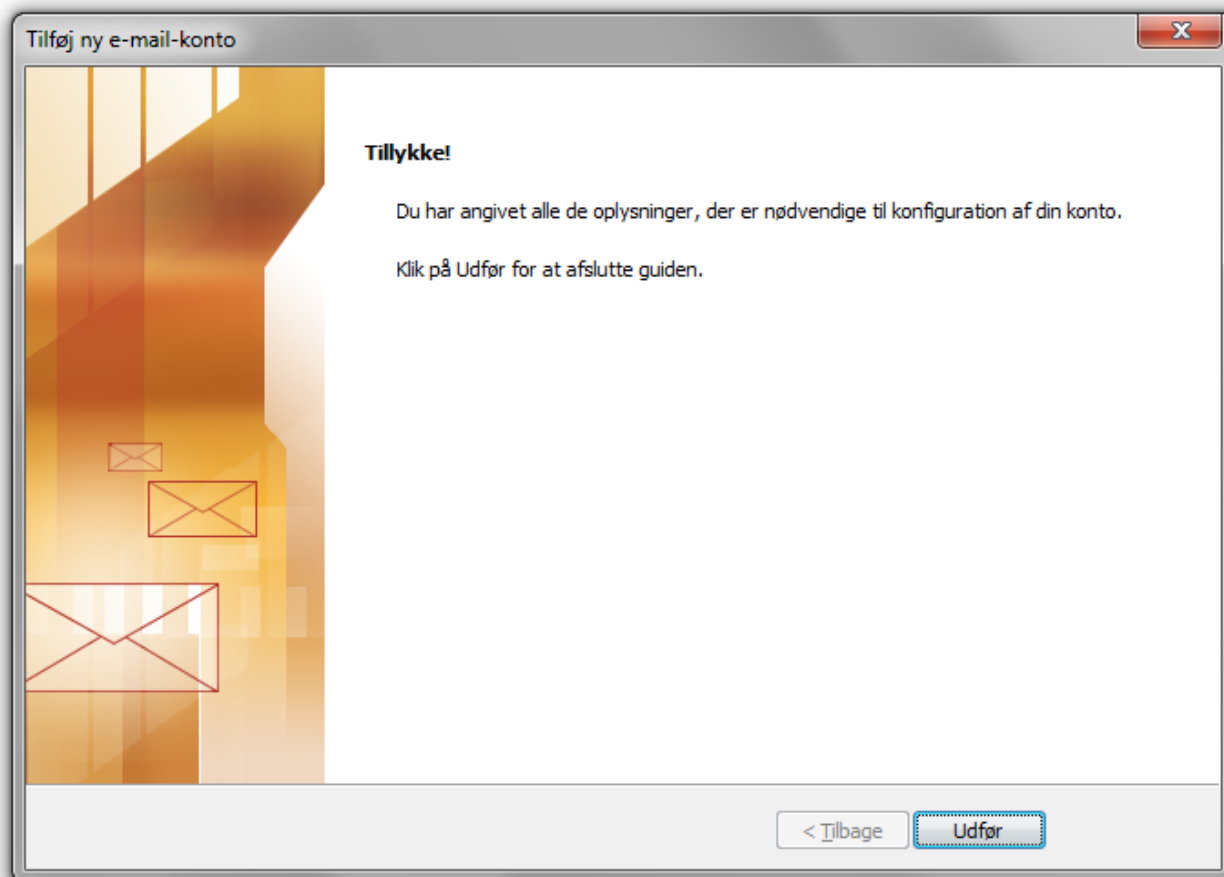 Tilføj ny e-mail-konto
X
Tillykke!
Du har angivet alle de oplysninger, der er nødvendige til konfiguration af din konto.
Klik på Udfør for at afslutte guiden.
< Tilbage
Udfør